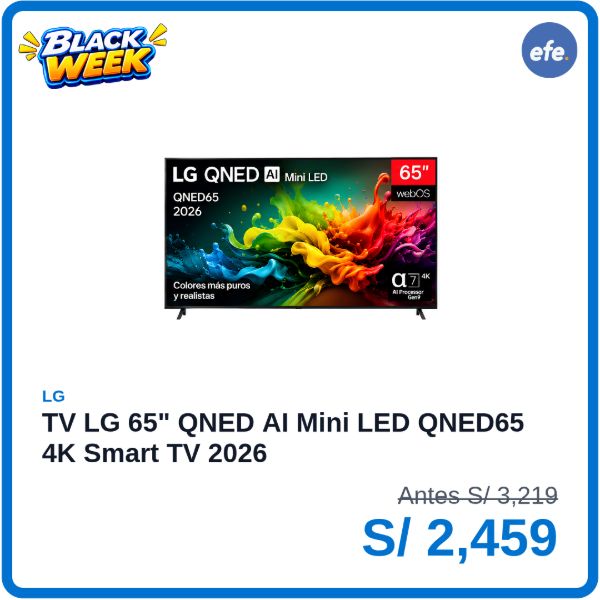 BLACK
WEEK
efe.
LG QNED AI Mini LED
65"
webOS
QNED65
2026
Colores más puros
y realistas
α7 4K
AI Processor
Gen9
LG
TV LG 65" QNED AI Mini LED QNED65
4K Smart TV 2026
Antes S/ 3,219
S/ 2,459